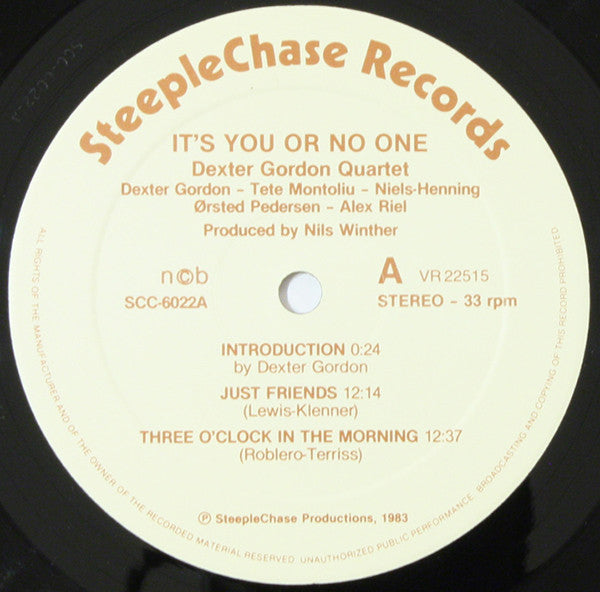 SteepleChase Records
IT'S YOU OR NO ONE
Dexter Gordon Quartet
Dexter Gordon – Tete Montoliu – Niels-Henning
Ørsted Pedersen – Alex Riel
Produced by Nils Winther
n©b
SCC-6022A
A VR 22515
STEREO – 33 rpm
INTRODUCTION 0:24
by Dexter Gordon
JUST FRIENDS 12:14
(Lewis-Klenner)
THREE O'CLOCK IN THE MORNING 12:37
(Roblero-Terriss)
℗ SteepleChase Productions, 1983
ALL RIGHTS OF THE MANUFACTURER AND OF THE OWNER OF THE RECORDED MATERIAL RESERVED. UNAUTHORIZED PUBLIC PERFORMANCE, BROADCASTING AND COPYING OF THIS RECORD PROHIBITED